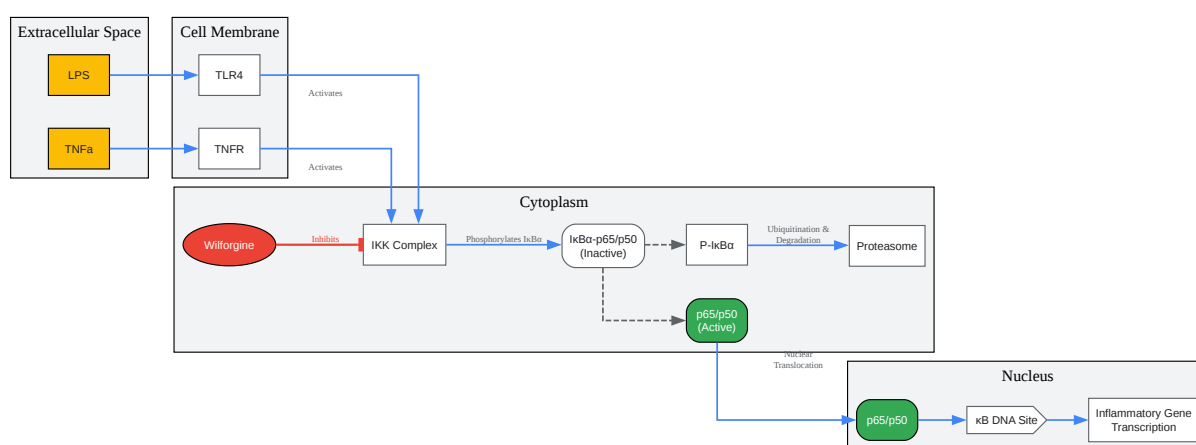 Extracellular Space
Cell Membrane
LPS
TLR4
Activates
TNFa
TNFR
Activates
Cytoplasm
Wilforgine
Inhibits
IKK Complex
Phosphorylates IκBα
IκBα-p65/p50
(Inactive)
P-IκBα
Ubiquitination &
Degradation
Proteasome
p65/p50
(Active)
Nuclear
Translocation
Nucleus
p65/p50
κB DNA Site
Inflammatory Gene
Transcription